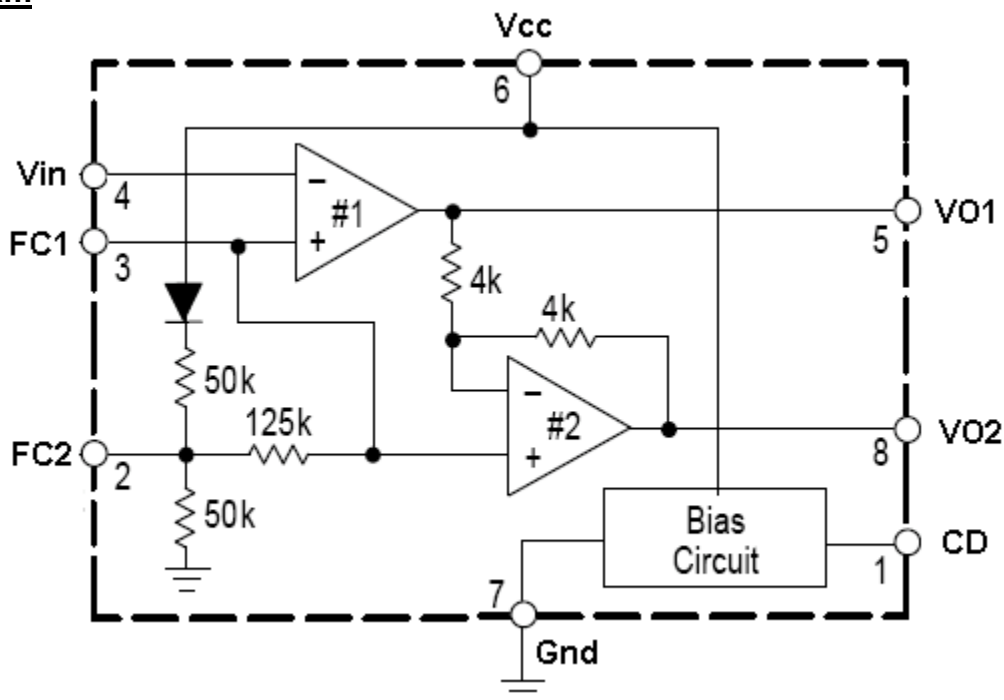 Vcc
6
Vin
4
−
#1
+
VO1
5
FC1
3
4k
4k
50k
125k
−
#2
+
FC2
2
VO2
8
50k
Bias
Circuit
CD
1
7
Gnd